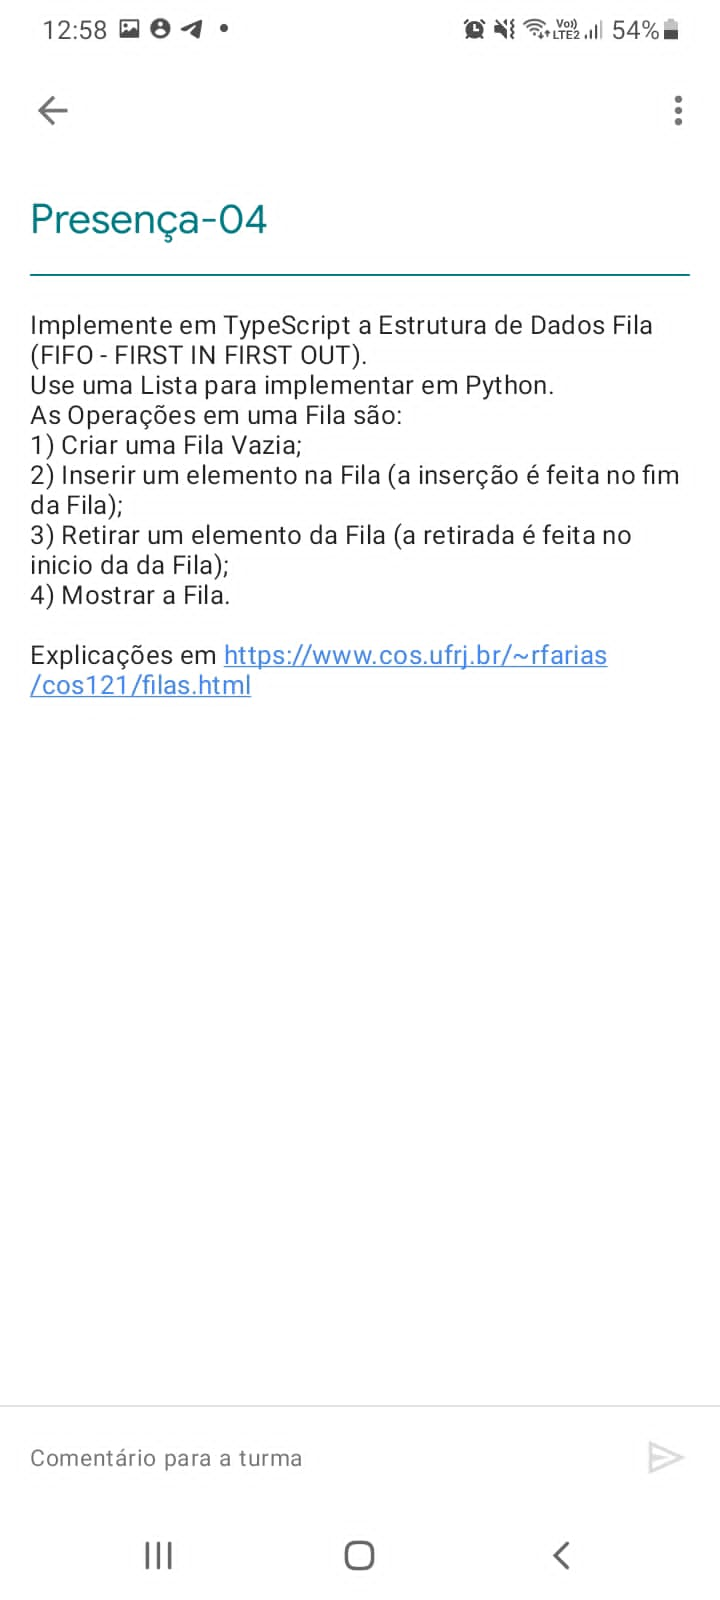 12:58
Vo))
LTE2
54%
Presença-04
Implemente em TypeScript a Estrutura de Dados Fila
(FIFO - FIRST IN FIRST OUT).
Use uma Lista para implementar em Python.
As Operações em uma Fila são:
1) Criar uma Fila Vazia;
2) Inserir um elemento na Fila (a inserção é feita no fim
da Fila);
3) Retirar um elemento da Fila (a retirada é feita no
inicio da da Fila);
4) Mostrar a Fila.
Explicações em https://www.cos.ufrj.br/~rfarias
/cos121/filas.html
Comentário para a turma